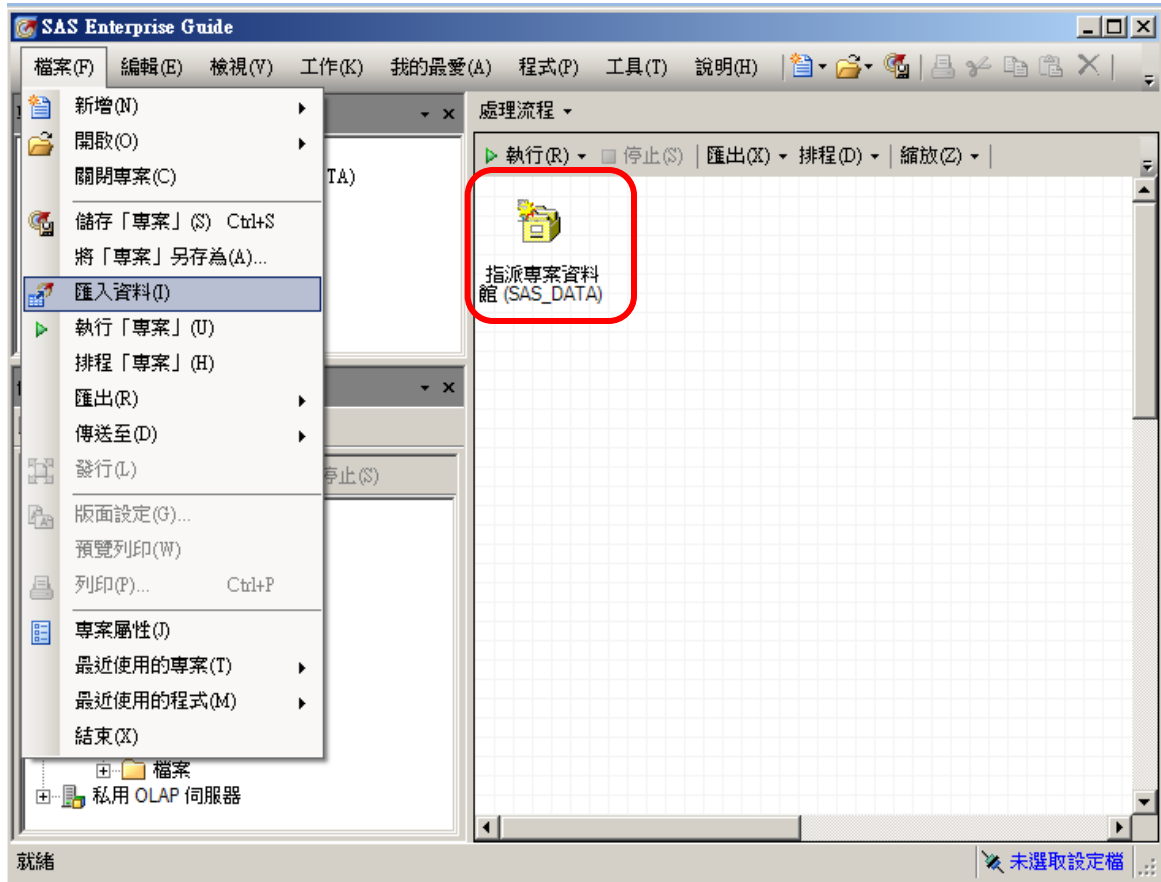 SAS Enterprise Guide
檔案(F) 編輯(E) 檢視(V) 工作(K) 我的最愛(A) 程式(P) 工具(T) 說明(H)
新增(N)
開啟(O)
關閉專案(C)
儲存「專案」(S) Ctrl+S
將「專案」另存為(A)...
匯入資料(I)
執行「專案」(U)
排程「專案」(H)
匯出(R)
傳送至(D)
發行(L)
版面設定(G)...
預覽列印(W)
列印(P)... Ctrl+P
專案屬性(J)
最近使用的專案(T)
最近使用的程式(M)
結束(X)
TA)
停止(S)
檔案
私用 OLAP 伺服器
處理流程
執行(R) 停止(S) 匯出(X) 排程(D) 縮放(Z)
指派專案資料
館 (SAS_DATA)
就緒
未選取設定檔